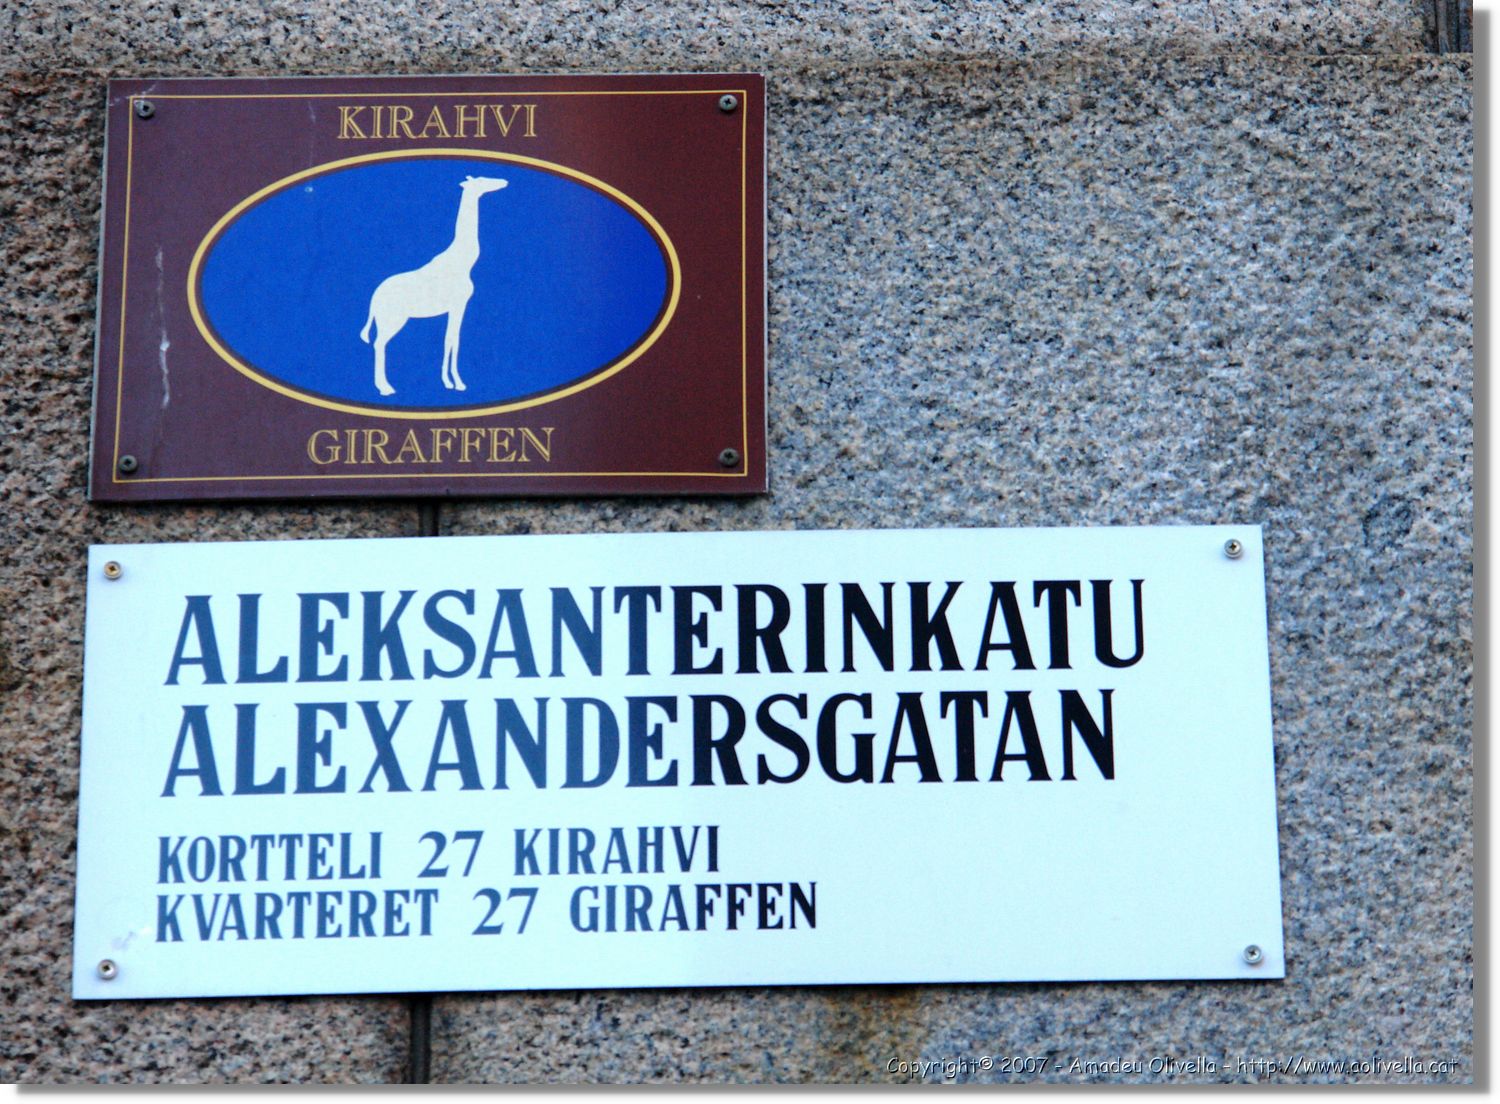 KIRAHVI
GIRAFFEN
ALEKSANTERINKATU
ALEXANDERSGATAN
KORTTELI 27 KIRAHVI
KVARTERET 27 GIRAFFEN
Copyright© 2007 - Amadeu Olivella - http://www.aolivella.cat